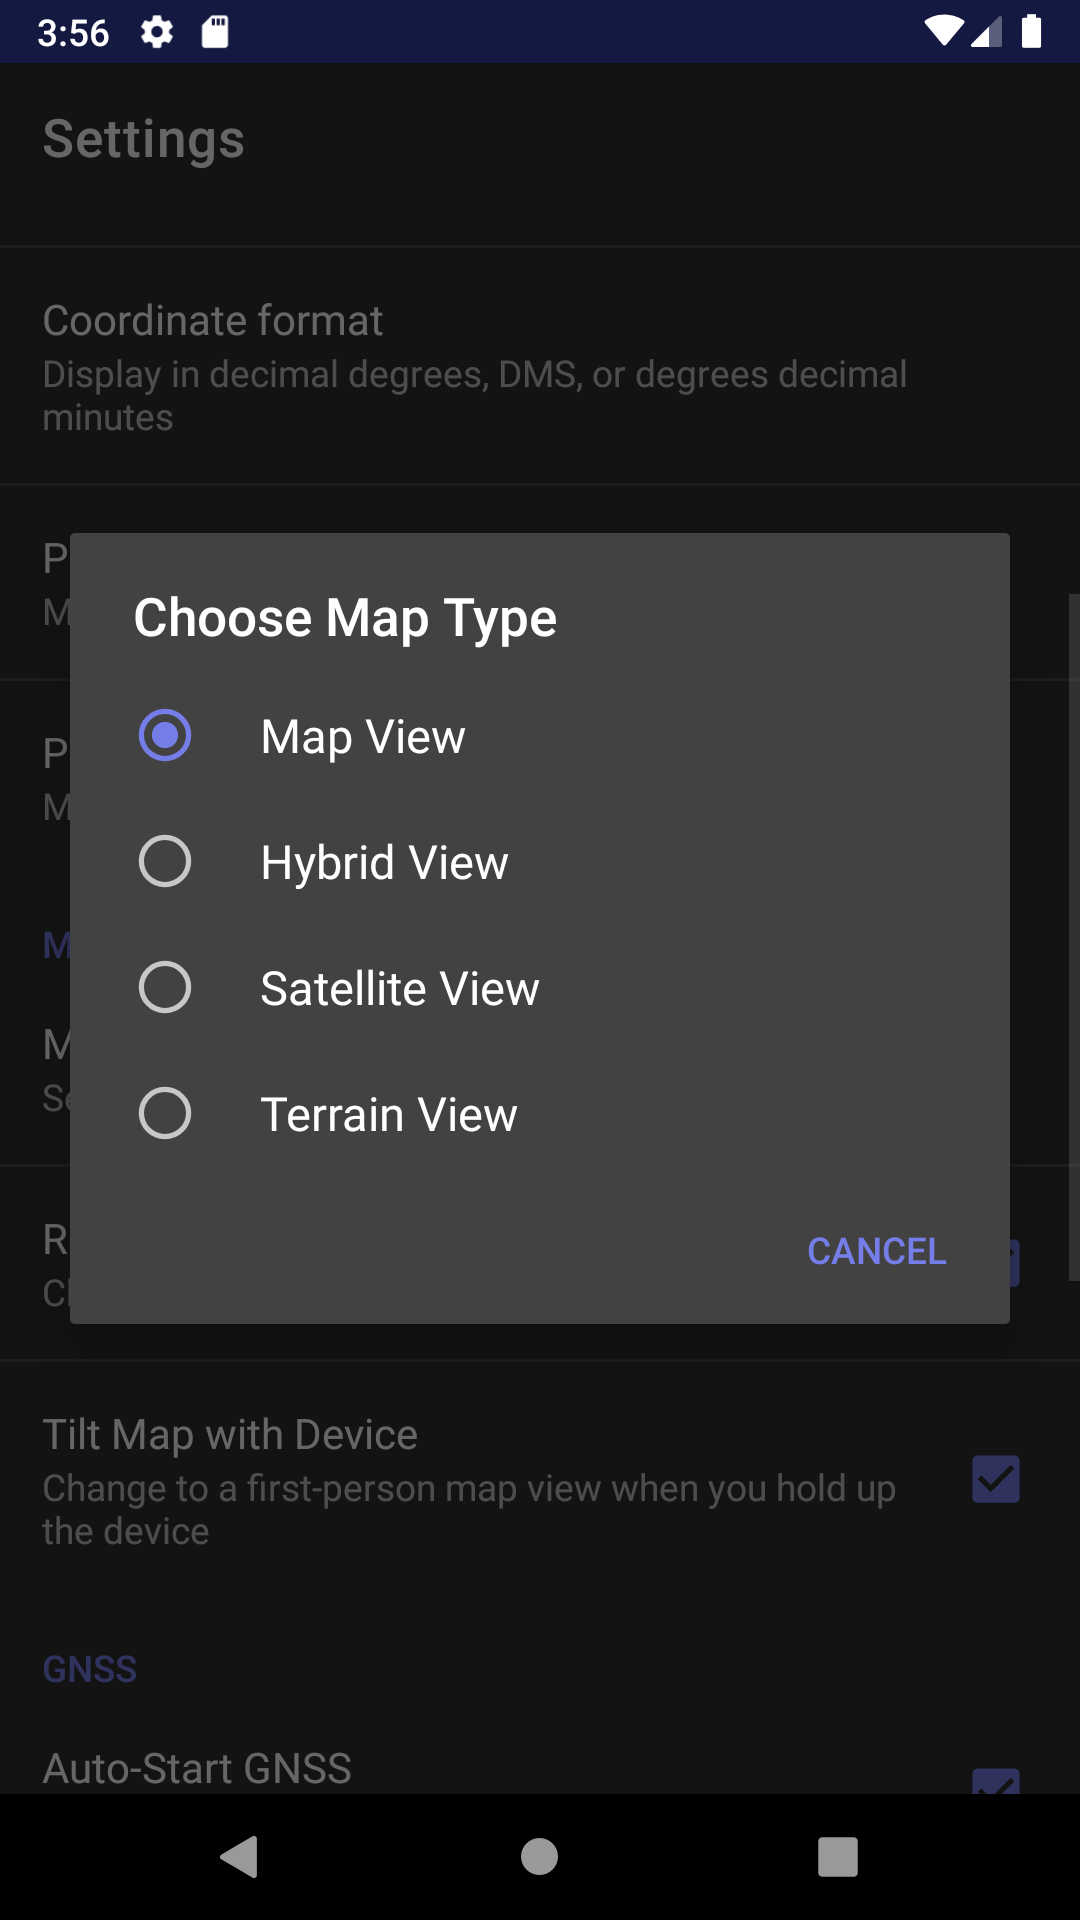 3:56
Settings
Coordinate format
Display in decimal degrees, DMS, or degrees decimal
minutes
Choose Map Type
Map View
Hybrid View
Satellite View
Terrain View
CANCEL
Tilt Map with Device
Change to a first-person map view when you hold up
the device
GNSS
Auto-Start GNSS